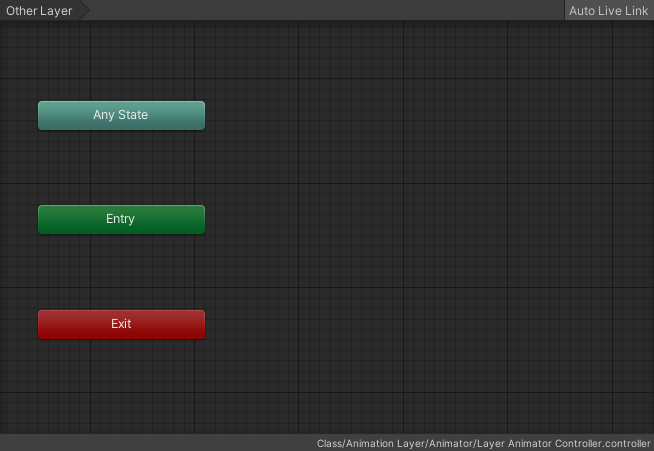 Other Layer
Auto Live Link
Any State
Entry
Exit
Class/Animation Layer/Animator/Layer Animator Controller.controller